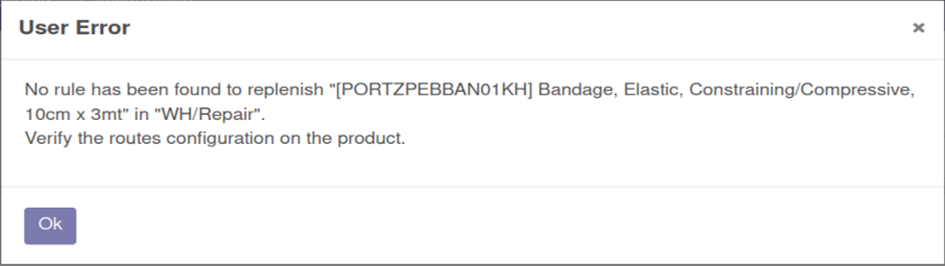 User Error
×
No rule has been found to replenish "[PORTZPEBBAN01KH] Bandage, Elastic, Constraining/Compressive,
10cm x 3mt" in "WH/Repair".
Verify the routes configuration on the product.
Ok